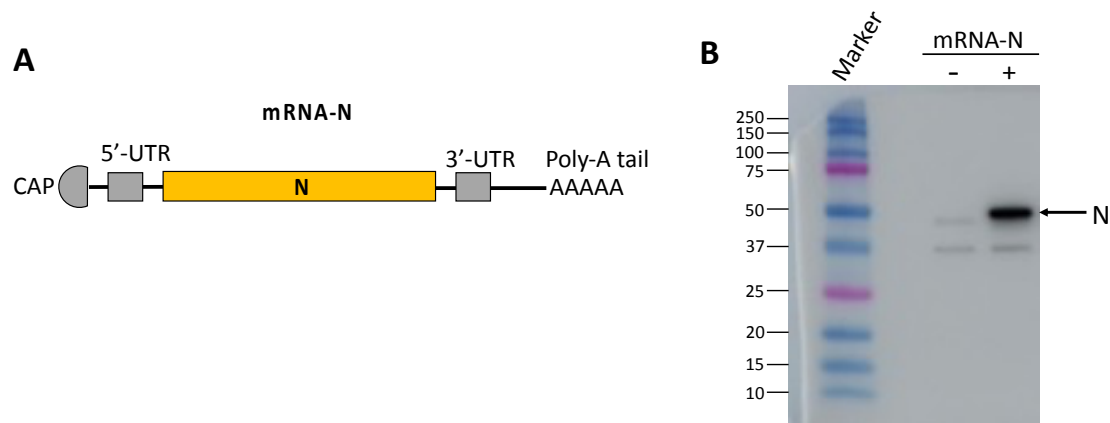 A
mRNA-N
5’-UTR 3’-UTR Poly-A tail
CAP N AAAAA
B
Marker
mRNA-N
- +
250
150
100
75
50
N
37
25
20
15
10